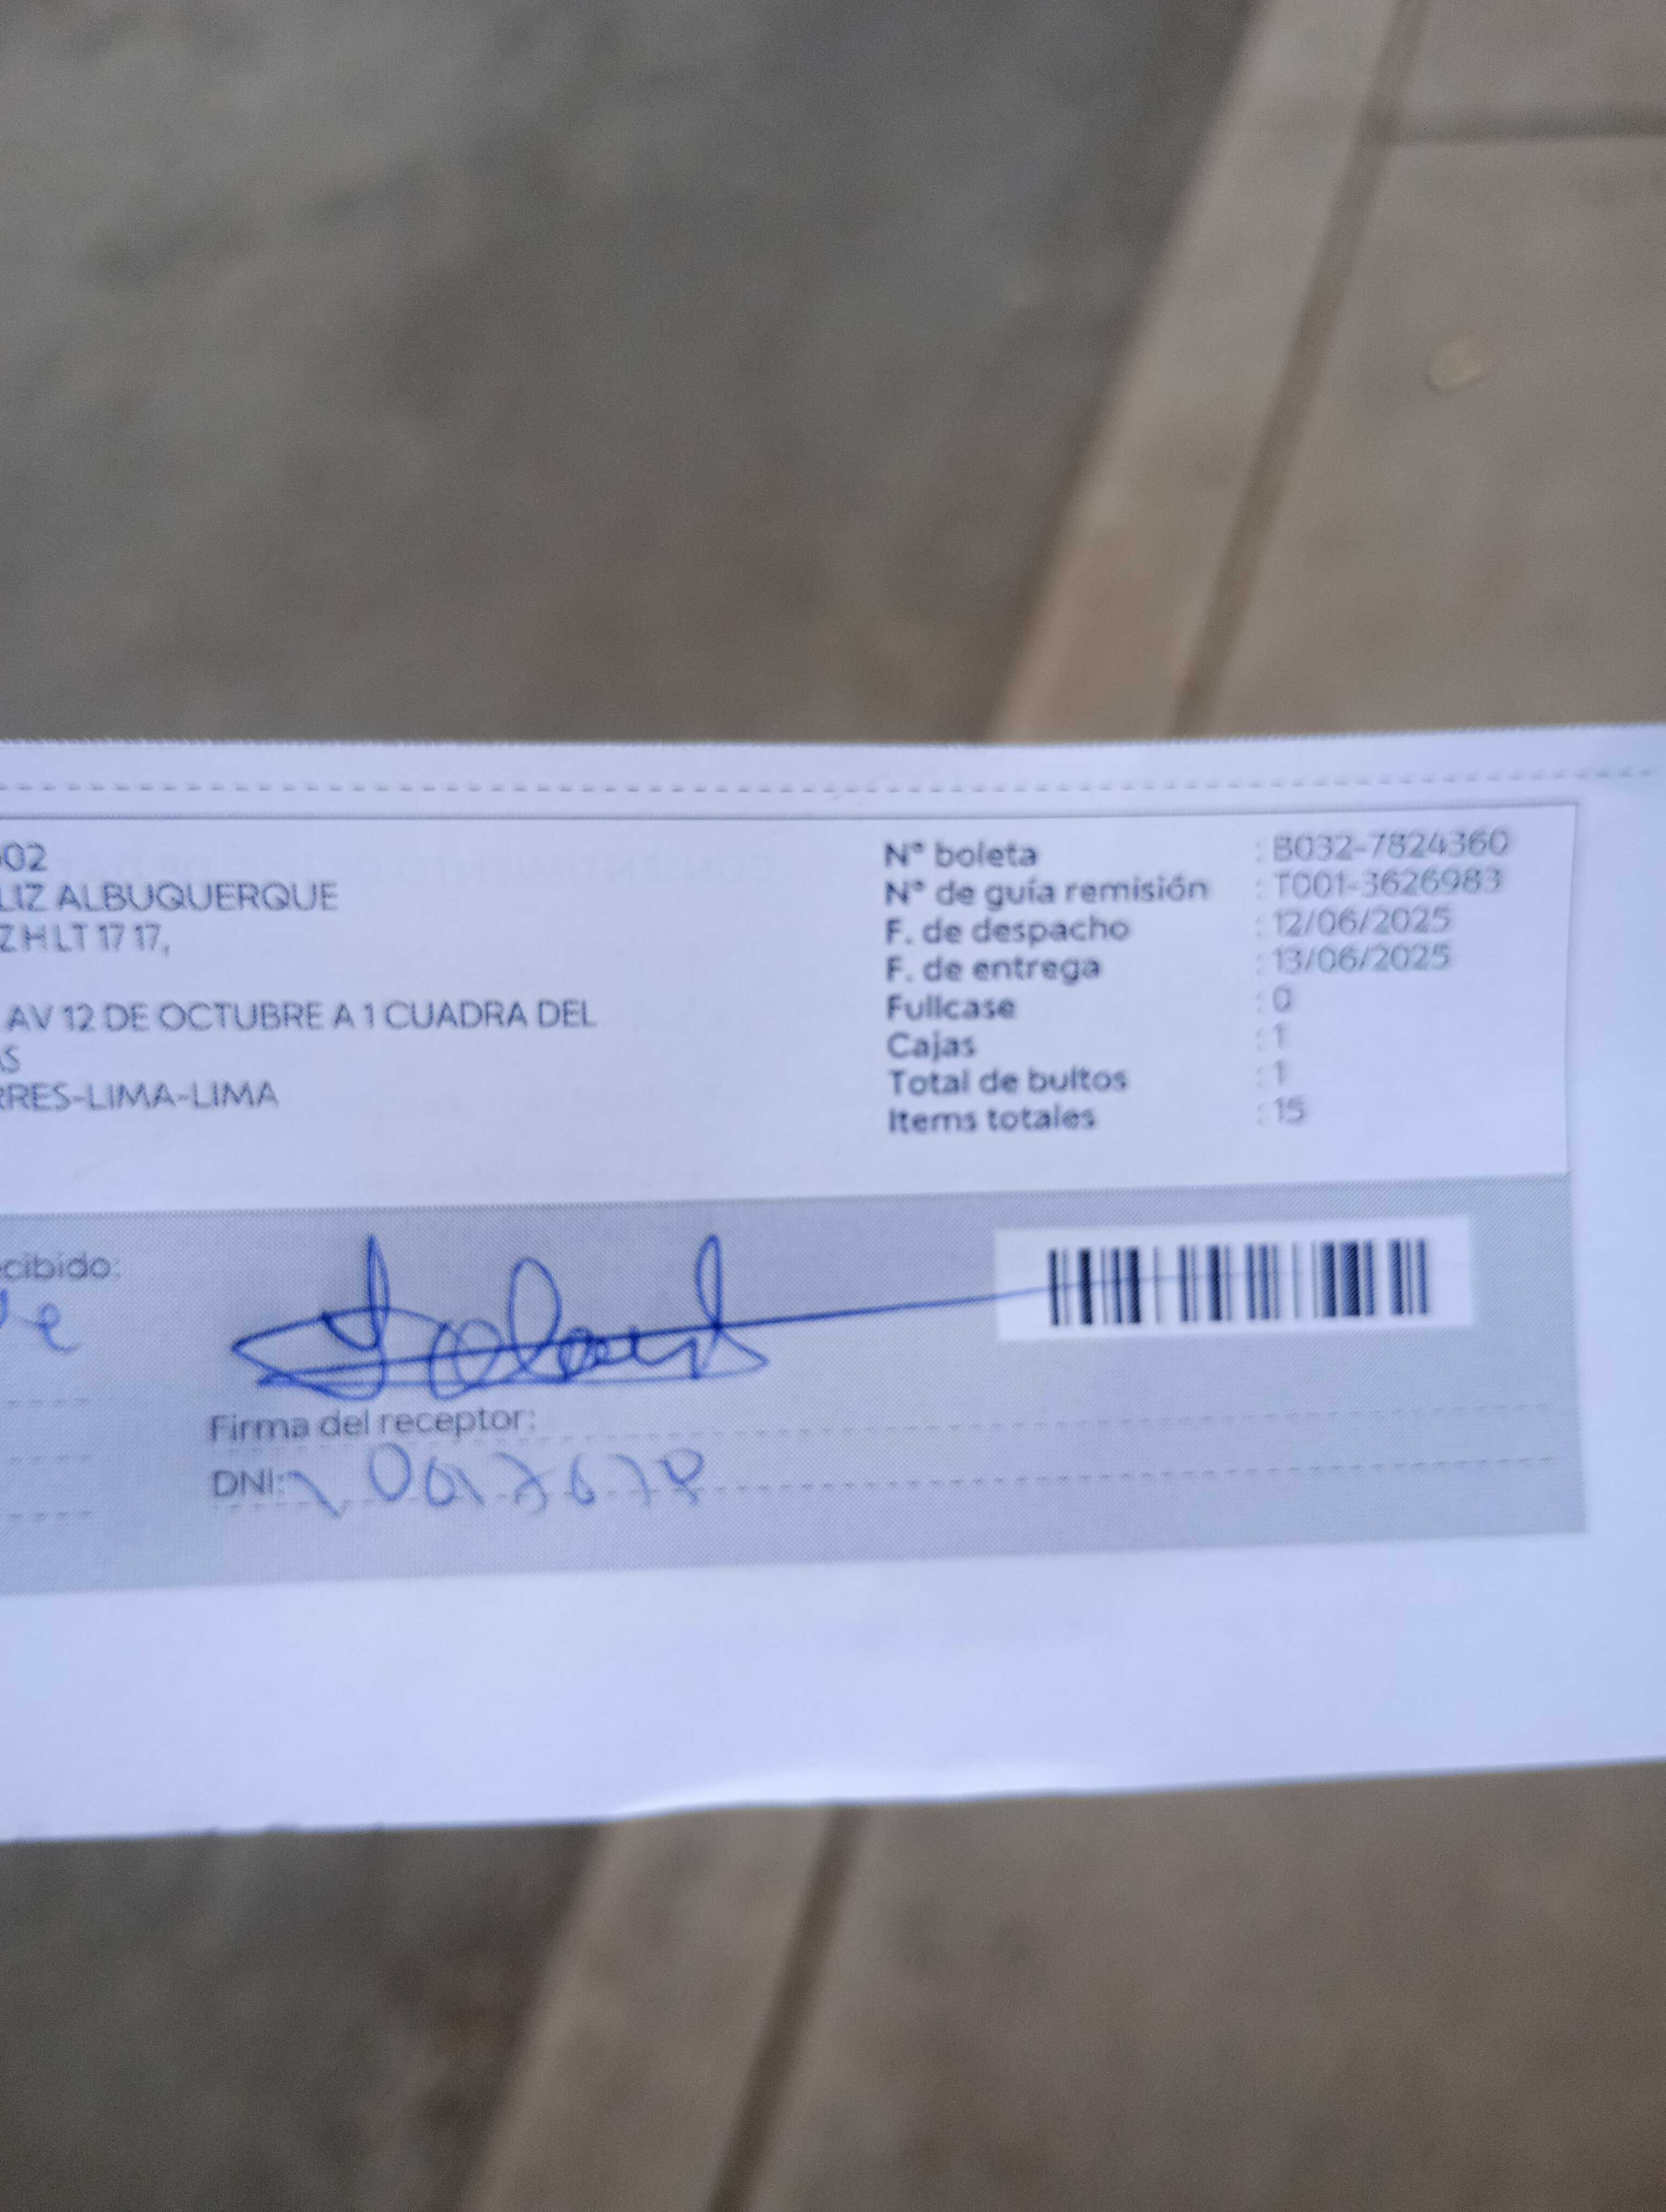 02
LIZ ALBUQUERQUE
Z H LT 17 17,
AV 12 DE OCTUBRE A 1 CUADRA DEL
AS
RRES-LIMA-LIMA
N° boleta : B032-7824360
N° de guía remisión : T001-3626983
F. de despacho : 12/06/2025
F. de entrega : 13/06/2025
Fullcase : 0
Cajas : 1
Total de bultos : 1
Items totales : 15
cibido:
Firma del receptor:
DNI: